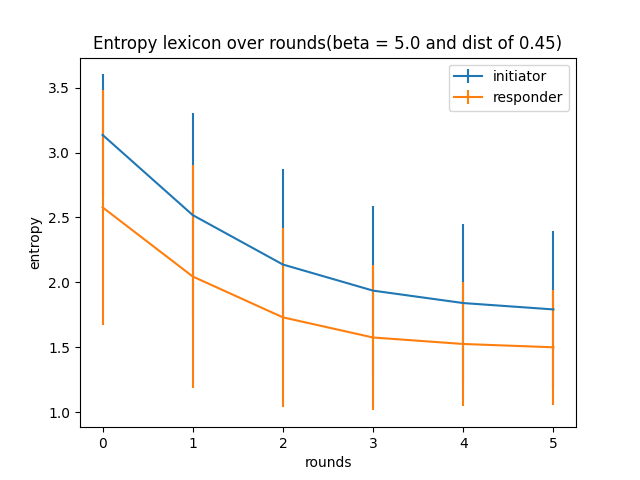 Entropy lexicon over rounds(beta = 5.0 and dist of 0.45)
initiator
responder
entropy
3.5
3.0
2.5
2.0
1.5
1.0
0 1 2 3 4 5
rounds